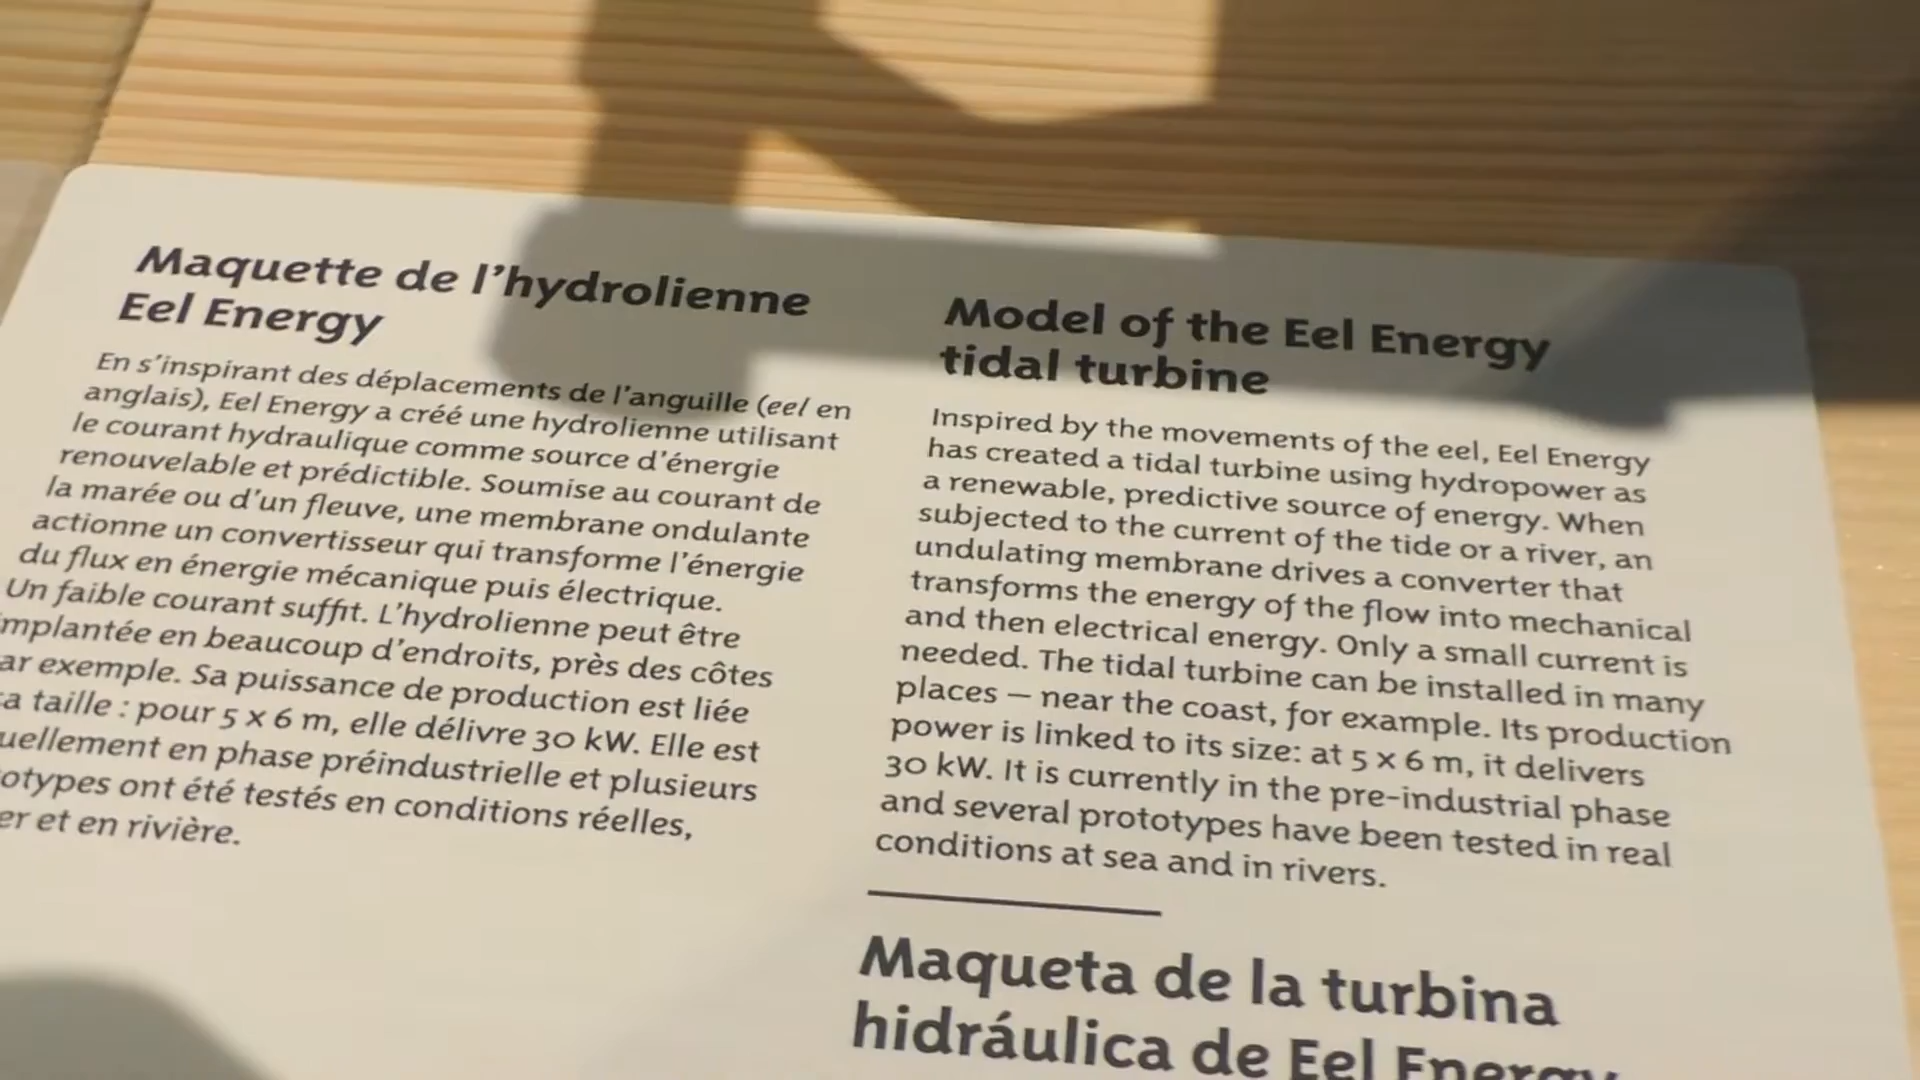 Maquette de l'hydrolienne
Eel Energy
En s'inspirant des déplacements de l'anguille (eel en
anglais), Eel Energy a créé une hydrolienne utilisant
le courant hydraulique comme source d'énergie
renouvelable et prédictible. Soumise au courant de
la marée ou d'un fleuve, une membrane ondulante
actionne un convertisseur qui transforme l'énergie
du flux en énergie mécanique puis électrique.
Un faible courant suffit. L'hydrolienne peut être
mplantée en beaucoup d'endroits, près des côtes
ar exemple. Sa puissance de production est liée
a taille : pour 5 x 6 m, elle délivre 30 kW. Elle est
uellement en phase préindustrielle et plusieurs
otypes ont été testés en conditions réelles,
er et en rivière.
Model of the Eel Energy
tidal turbine
Inspired by the movements of the eel, Eel Energy
has created a tidal turbine using hydropower as
a renewable, predictive source of energy. When
subjected to the current of the tide or a river, an
undulating membrane drives a converter that
transforms the energy of the flow into mechanical
and then electrical energy. Only a small current is
needed. The tidal turbine can be installed in many
places — near the coast, for example. Its production
power is linked to its size: at 5 x 6 m, it delivers
30 kW. It is currently in the pre-industrial phase
and several prototypes have been tested in real
conditions at sea and in rivers.
Maqueta de la turbina
hidráulica de Eel Energy